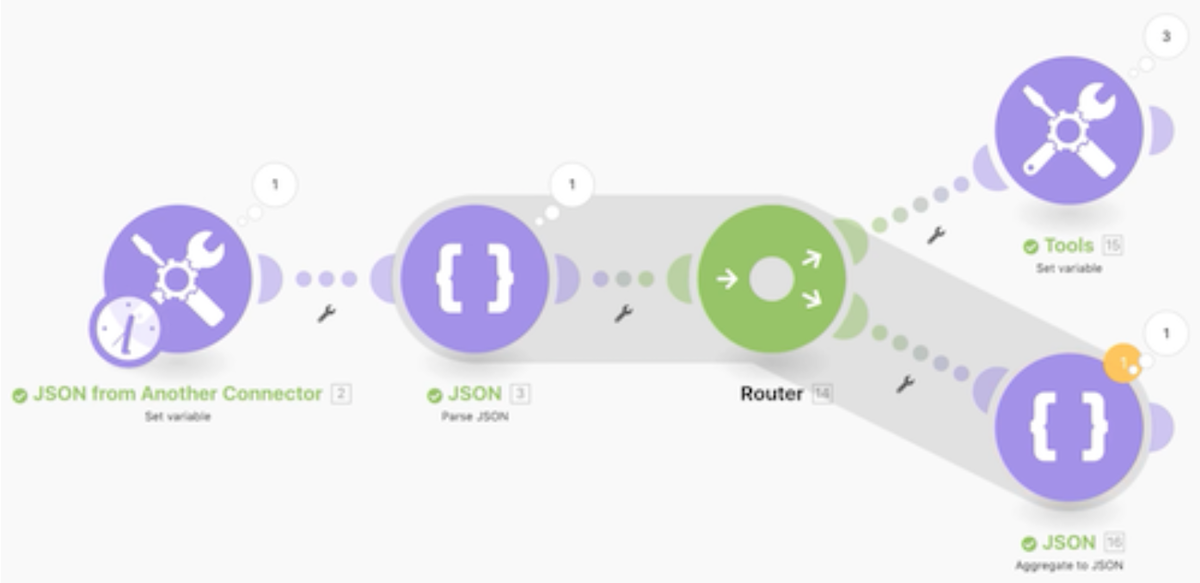 3
1
1
Tools 15
Set variable
1
1
JSON from Another Connector 2
Set variable
{ } JSON 3
Parse JSON
Router 14
JSON 16
Aggregate to JSON